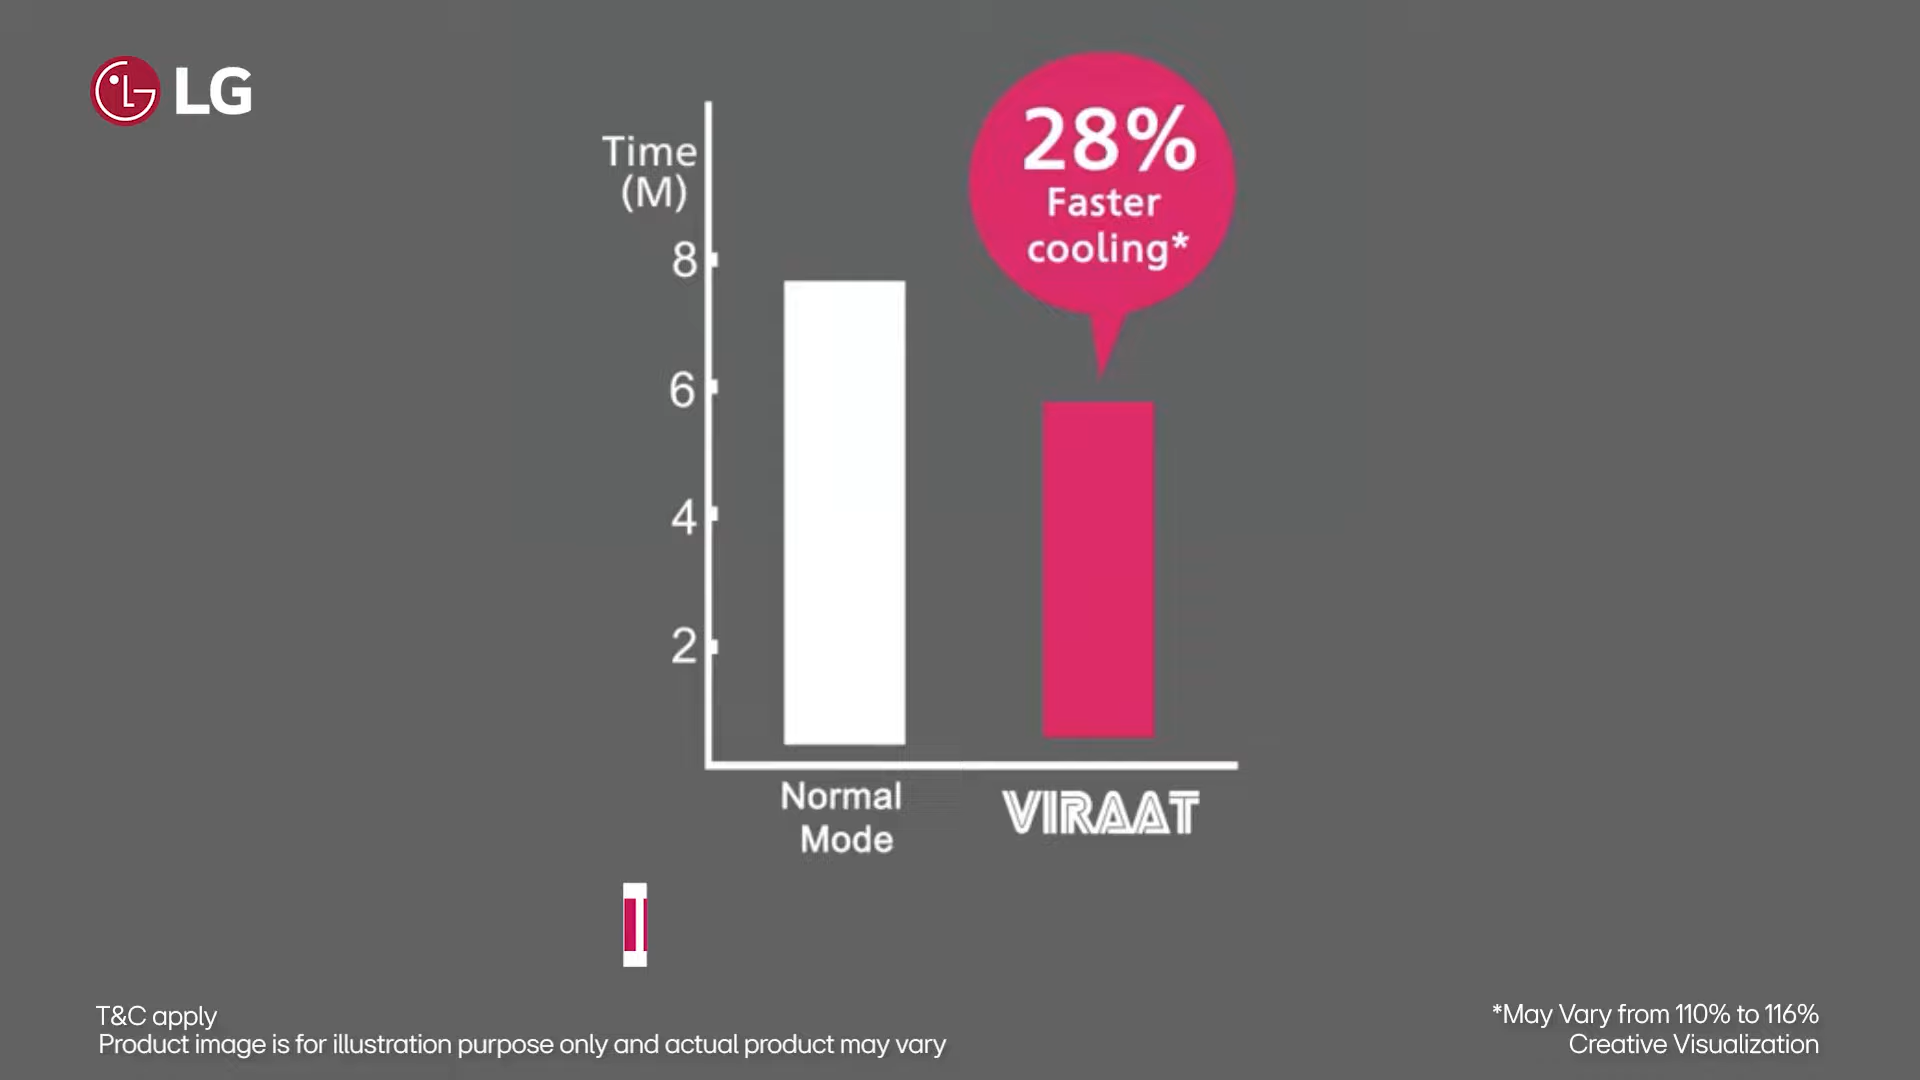 LG
28%
Faster
cooling*
Time
(M)
8
6
4
2
Normal
Mode
VIRAAT
T&C apply
Product image is for illustration purpose only and actual product may vary
*May Vary from 110% to 116%
Creative Visualization